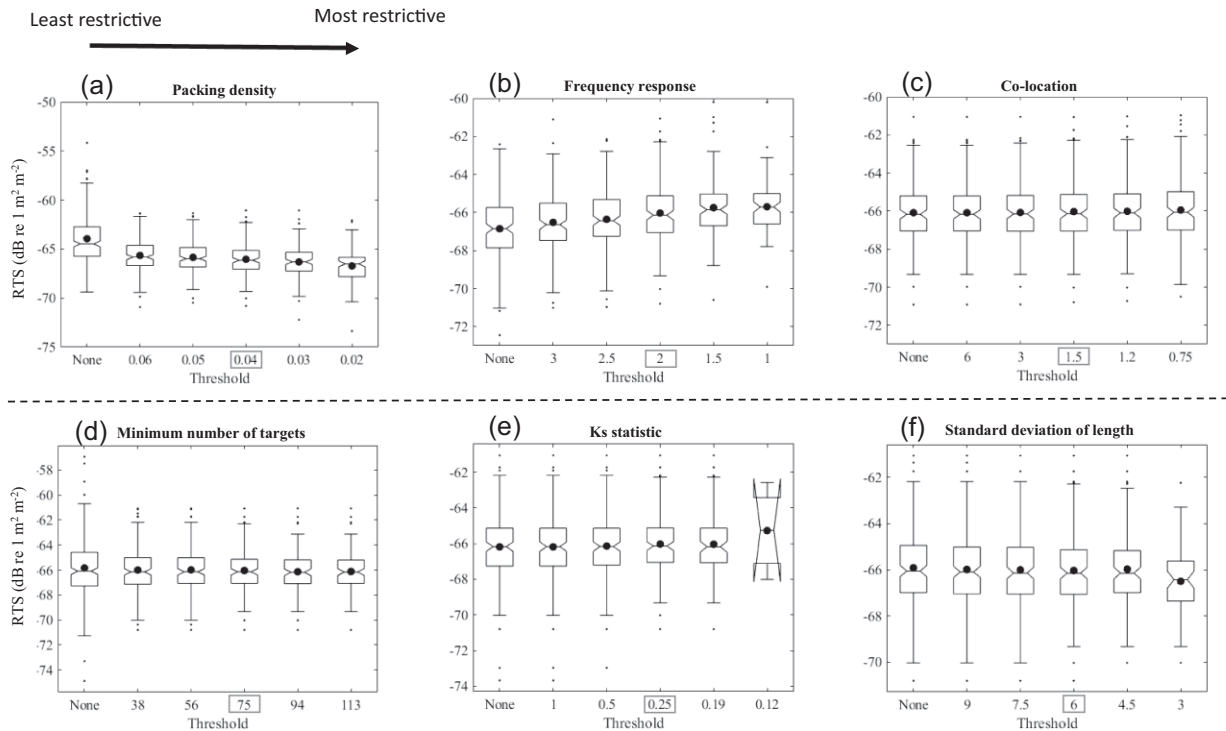 Least restrictive
Most restrictive
(a)
Packing density
-50
-55
-60
-65
-70
-75
RTS (dB re 1 m² m⁻²)
None 0.06 0.05 0.04 0.03 0.02
Threshold
(b)
Frequency response
-60
-62
-64
-66
-68
-70
-72
None 3 2.5 2 1.5 1
Threshold
(c)
Co-location
-60
-62
-64
-66
-68
-70
-72
None 6 3 1.5 1.2 0.75
Threshold
(d)
Minimum number of targets
-58
-60
-62
-64
-66
-68
-70
-72
-74
RTS (dB re 1 m² m⁻²)
None 38 56 75 94 113
Threshold
(e)
Ks statistic
-62
-64
-66
-68
-70
-72
-74
None 1 0.5 0.25 0.19 0.12
Threshold
(f)
Standard deviation of length
-62
-64
-66
-68
-70
None 9 7.5 6 4.5 3
Threshold